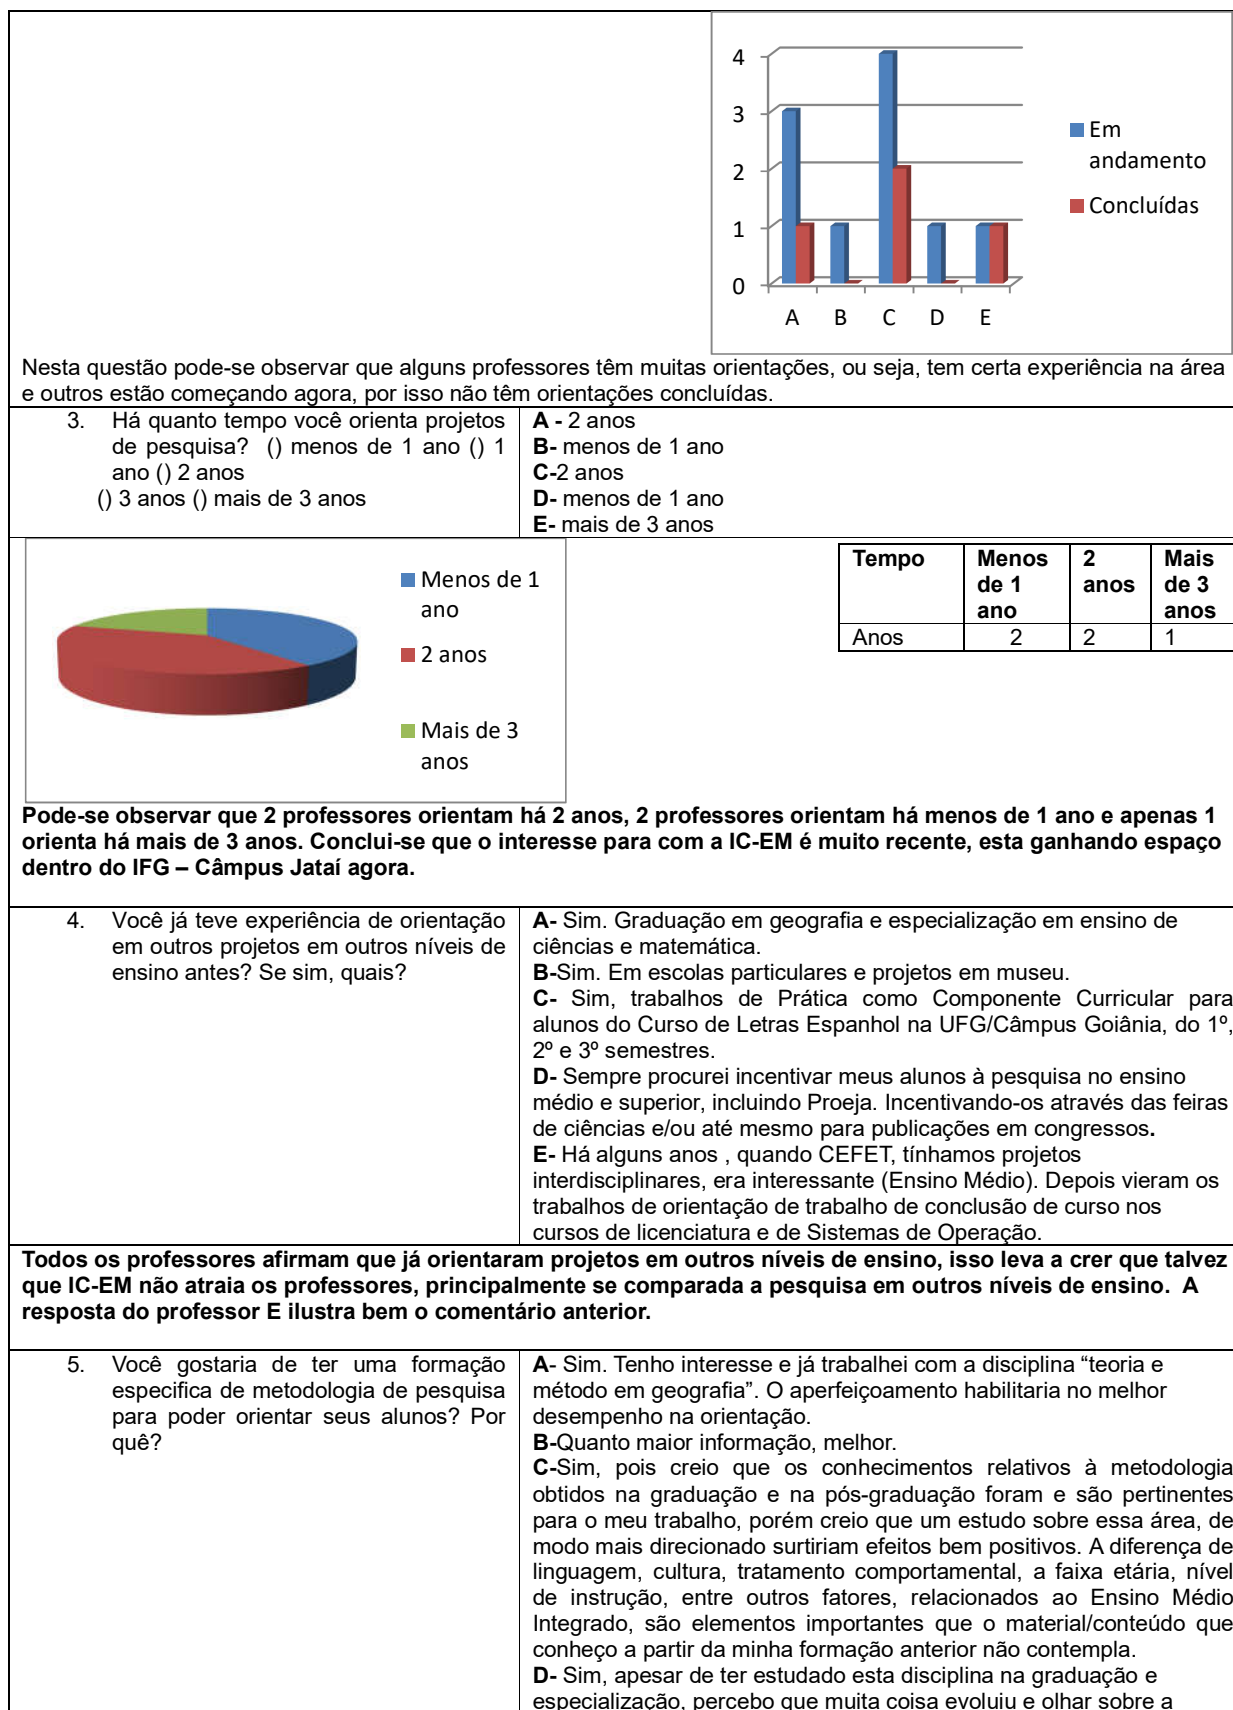 4
3
2
1
0
A B C D E
Em
andamento
Concluídas
Nesta questão pode-se observar que alguns professores têm muitas orientações, ou seja, tem certa experiência na área
e outros estão começando agora, por isso não têm orientações concluídas.
3. Há quanto tempo você orienta projetos
de pesquisa? () menos de 1 ano () 1
ano () 2 anos
() 3 anos () mais de 3 anos
A - 2 anos
B- menos de 1 ano
C-2 anos
D- menos de 1 ano
E- mais de 3 anos
Menos de 1
ano
2 anos
Mais de 3
anos
Tempo Menos 2 Mais
de 1 anos de 3
ano anos
Anos 2 2 1
Pode-se observar que 2 professores orientam há 2 anos, 2 professores orientam há menos de 1 ano e apenas 1
orienta há mais de 3 anos. Conclui-se que o interesse para com a IC-EM é muito recente, esta ganhando espaço
dentro do IFG – Câmpus Jataí agora.
4. Você já teve experiência de orientação
em outros projetos em outros níveis de
ensino antes? Se sim, quais?
A- Sim. Graduação em geografia e especialização em ensino de
ciências e matemática.
B-Sim. Em escolas particulares e projetos em museu.
C- Sim, trabalhos de Prática como Componente Curricular para
alunos do Curso de Letras Espanhol na UFG/Câmpus Goiânia, do 1º,
2º e 3º semestres.
D- Sempre procurei incentivar meus alunos à pesquisa no ensino
médio e superior, incluindo Proeja. Incentivando-os através das feiras
de ciências e/ou até mesmo para publicações em congressos.
E- Há alguns anos , quando CEFET, tínhamos projetos
interdisciplinares, era interessante (Ensino Médio). Depois vieram os
trabalhos de orientação de trabalho de conclusão de curso nos
cursos de licenciatura e de Sistemas de Operação.
Todos os professores afirmam que já orientaram projetos em outros níveis de ensino, isso leva a crer que talvez
que IC-EM não atraia os professores, principalmente se comparada a pesquisa em outros níveis de ensino. A
resposta do professor E ilustra bem o comentário anterior.
5. Você gostaria de ter uma formação
especifica de metodologia de pesquisa
para poder orientar seus alunos? Por
quê?
A- Sim. Tenho interesse e já trabalhei com a disciplina “teoria e
método em geografia”. O aperfeiçoamento habilitaria no melhor
desempenho na orientação.
B-Quanto maior informação, melhor.
C-Sim, pois creio que os conhecimentos relativos à metodologia
obtidos na graduação e na pós-graduação foram e são pertinentes
para o meu trabalho, porém creio que um estudo sobre essa área, de
modo mais direcionado surtiriam efeitos bem positivos. A diferença de
linguagem, cultura, tratamento comportamental, a faixa etária, nível
de instrução, entre outros fatores, relacionados ao Ensino Médio
Integrado, são elementos importantes que o material/conteúdo que
conheço a partir da minha formação anterior não contempla.
D- Sim, apesar de ter estudado esta disciplina na graduação e
especialização, percebo que muita coisa evoluiu e olhar sobre a